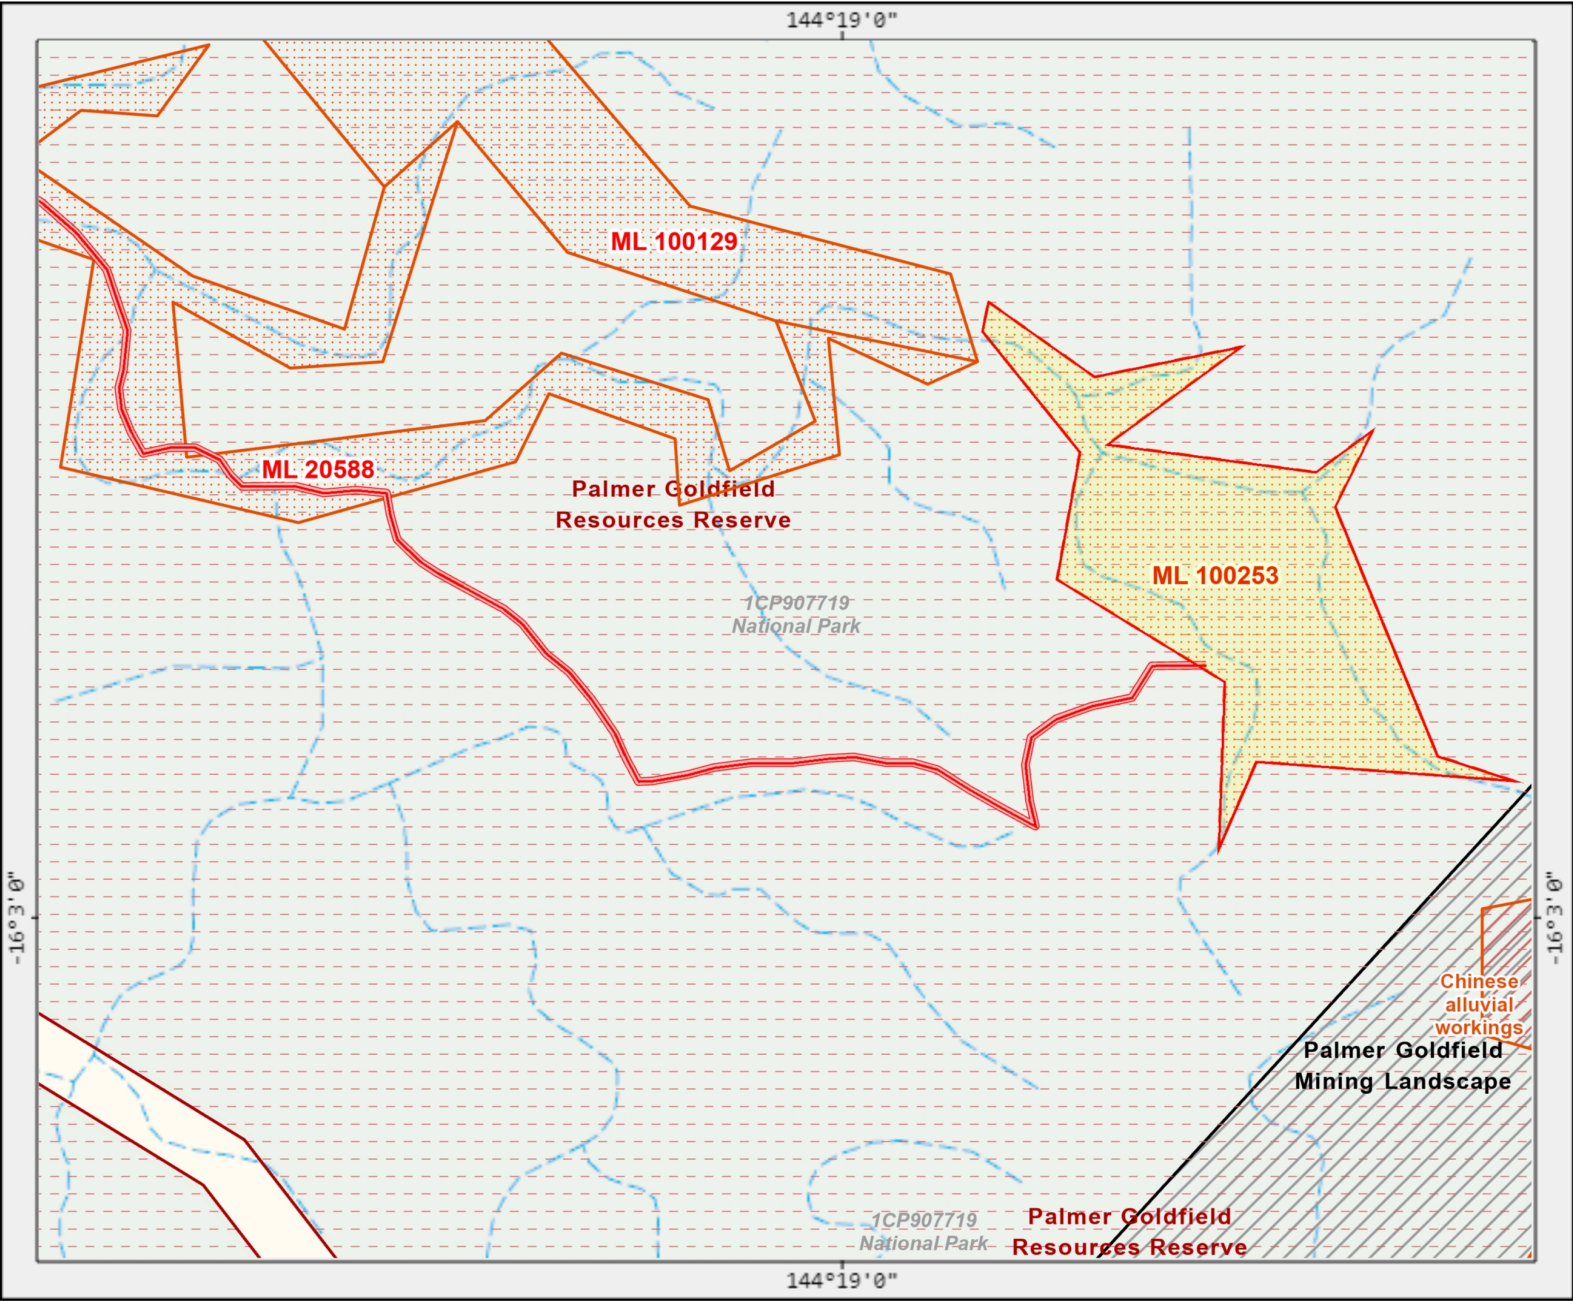 144°19'0"
ML 100129
ML 20588
Palmer Goldfield
Resources Reserve
ML 100253
1CP907719
National Park
-16°3'0"
-16°3'0"
Chinese
alluvial
workings
Palmer Goldfield
Mining Landscape
1CP907719
National Park
Palmer Goldfield
Resources Reserve
144°19'0"